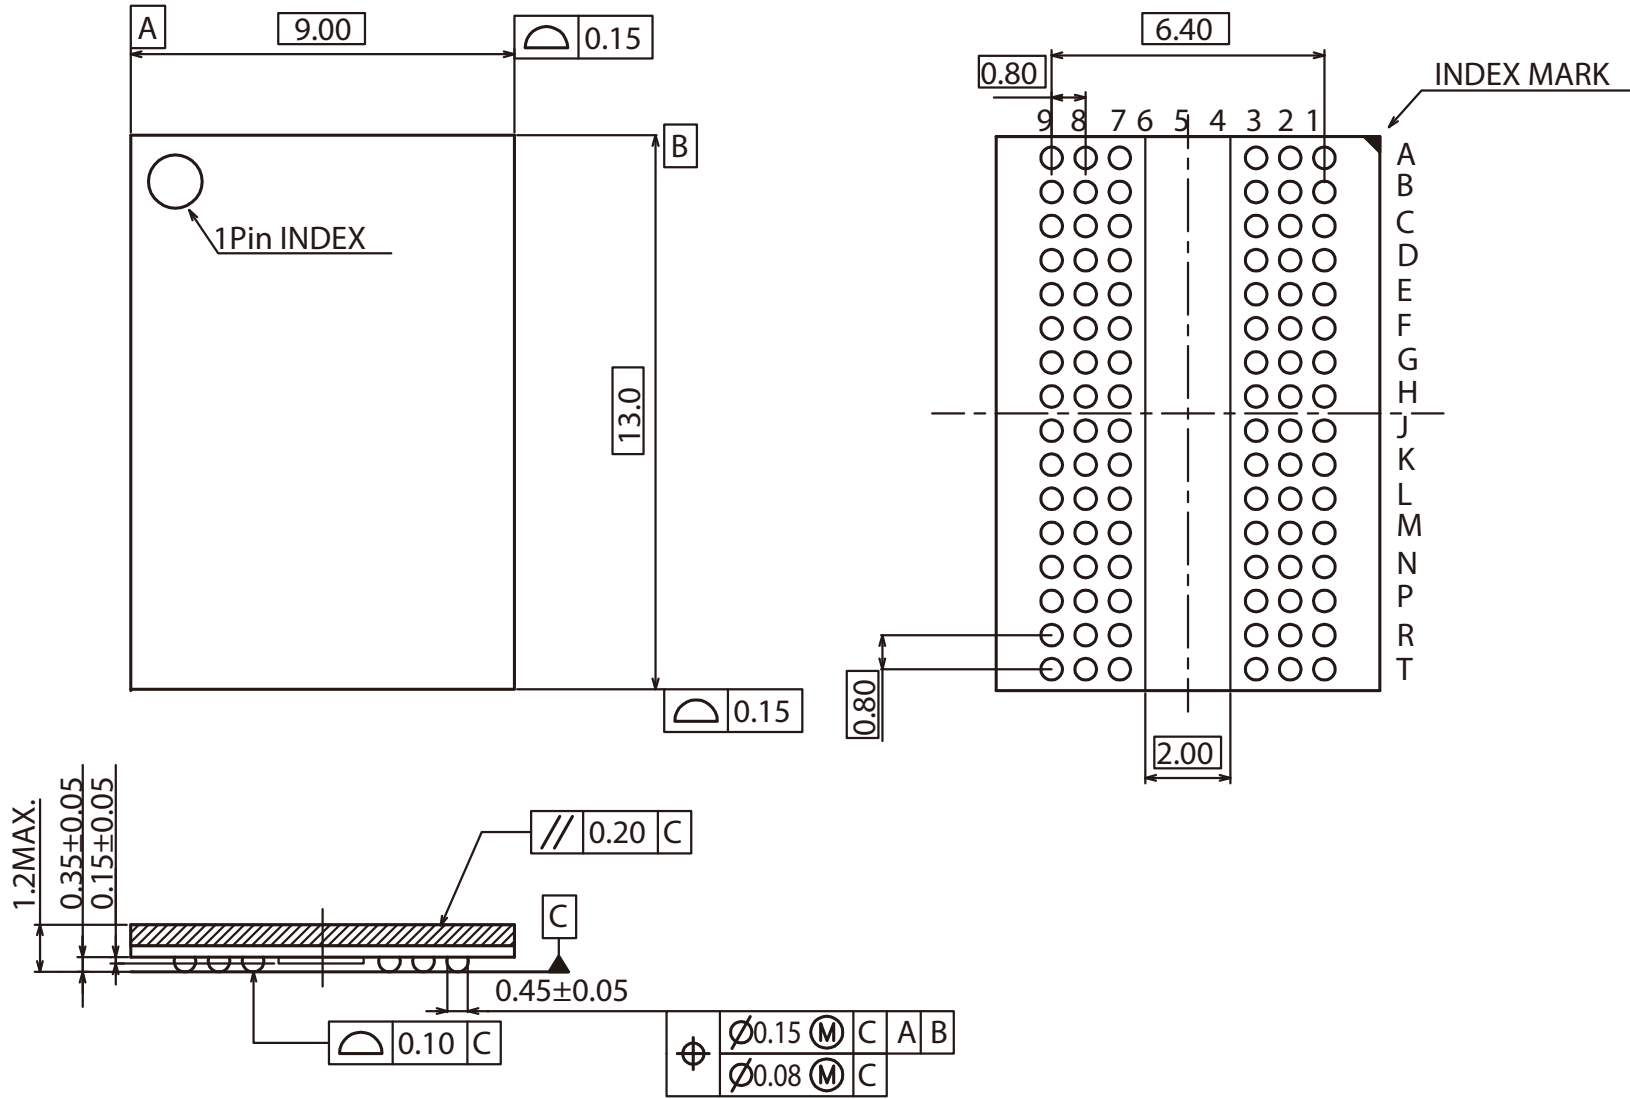 A
9.00
0.15
B
1Pin INDEX
13.0
0.15
6.40
0.80
INDEX MARK
9 8 7 6 5 4 3 2 1
A
B
C
D
E
F
G
H
J
K
L
M
N
P
R
T
0.80
2.00
1.2MAX.
0.35±0.05
0.15±0.05
// 0.20 C
C
0.45±0.05
0.10 C
Ø0.15 Ⓜ C A B
Ø0.08 Ⓜ C